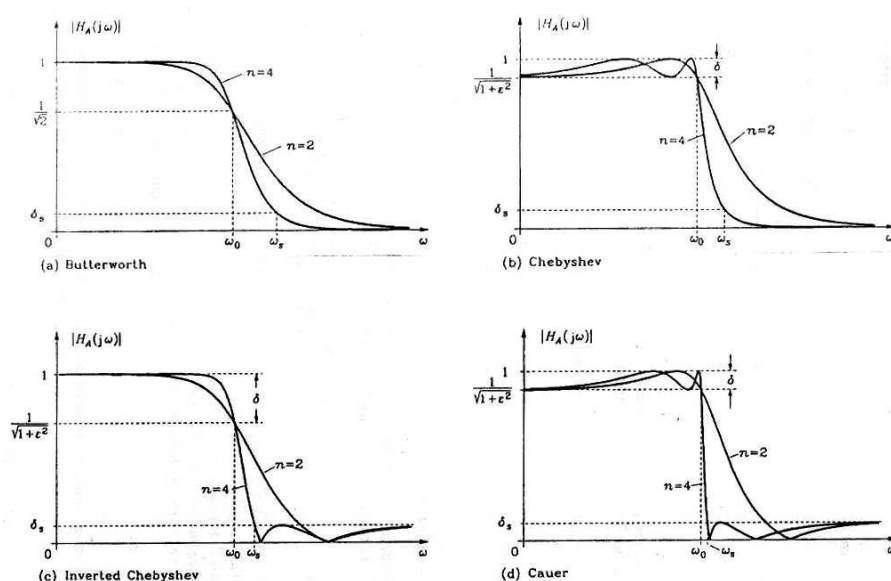 |H_A(jω)|
1
n=4
1/√2
n=2
δ_s
0
ω_0
ω_s
ω
(a) Butterworth
|H_A(jω)|
1
δ
1/√1+ε²
n=4
n=2
δ_s
0
ω_0
ω_s
ω
(b) Chebyshev
|H_A(jω)|
1
δ
1/√1+ε²
n=2
n=4
δ_s
0
ω_0
ω_s
ω
(c) Inverted Chebyshev
|H_A(jω)|
1
δ
1/√1+ε²
n=2
n=4
δ_s
0
ω_0
ω_s
ω
(d) Cauer